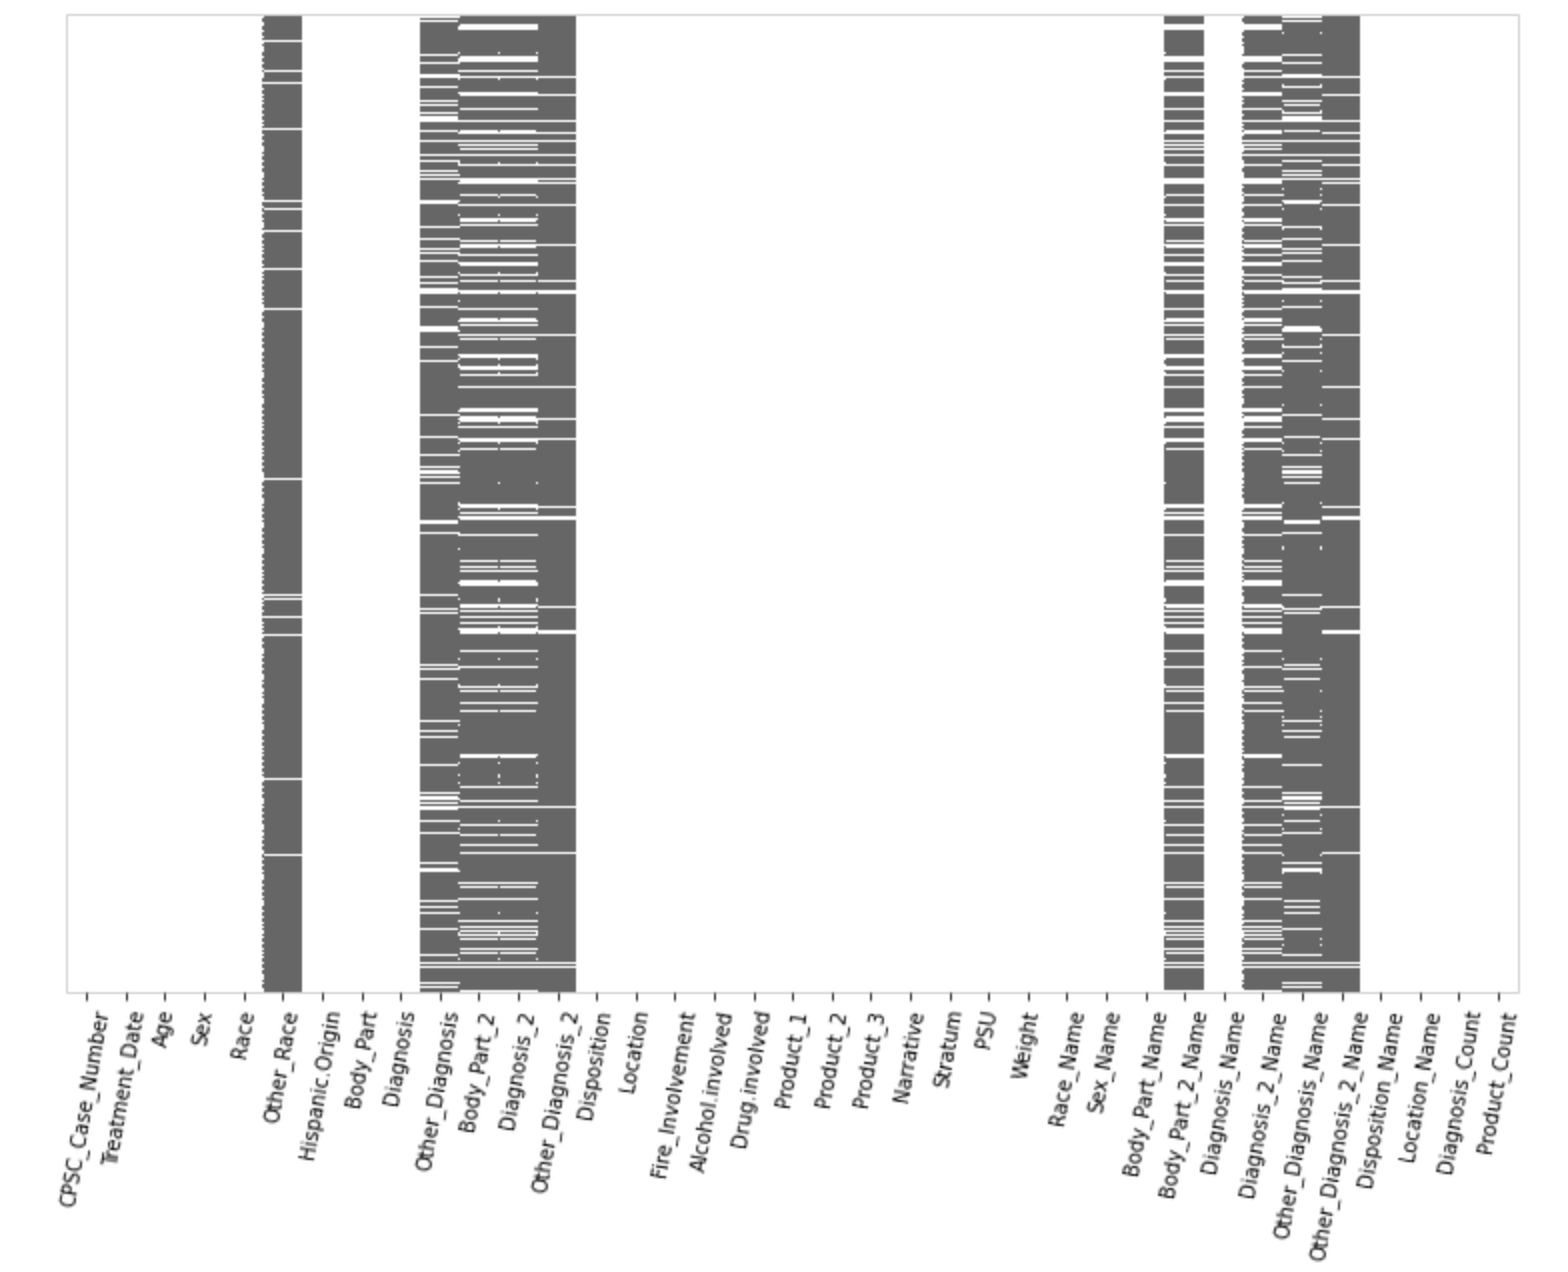 CPSC_Case_Number
Treatment_Date
Age
Sex
Race
Other_Race
Hispanic.Origin
Body_Part
Diagnosis
Other_Diagnosis
Body_Part_2
Diagnosis_2
Other_Diagnosis_2
Disposition
Location
Fire_Involvement
Alcohol.involved
Drug.involved
Product_1
Product_2
Product_3
Narrative
Stratum
PSU
Weight
Race_Name
Sex_Name
Body_Part_Name
Body_Part_2_Name
Diagnosis_Name
Diagnosis_2_Name
Other_Diagnosis_Name
Other_Diagnosis_2_Name
Disposition_Name
Location_Name
Diagnosis_Count
Product_Count